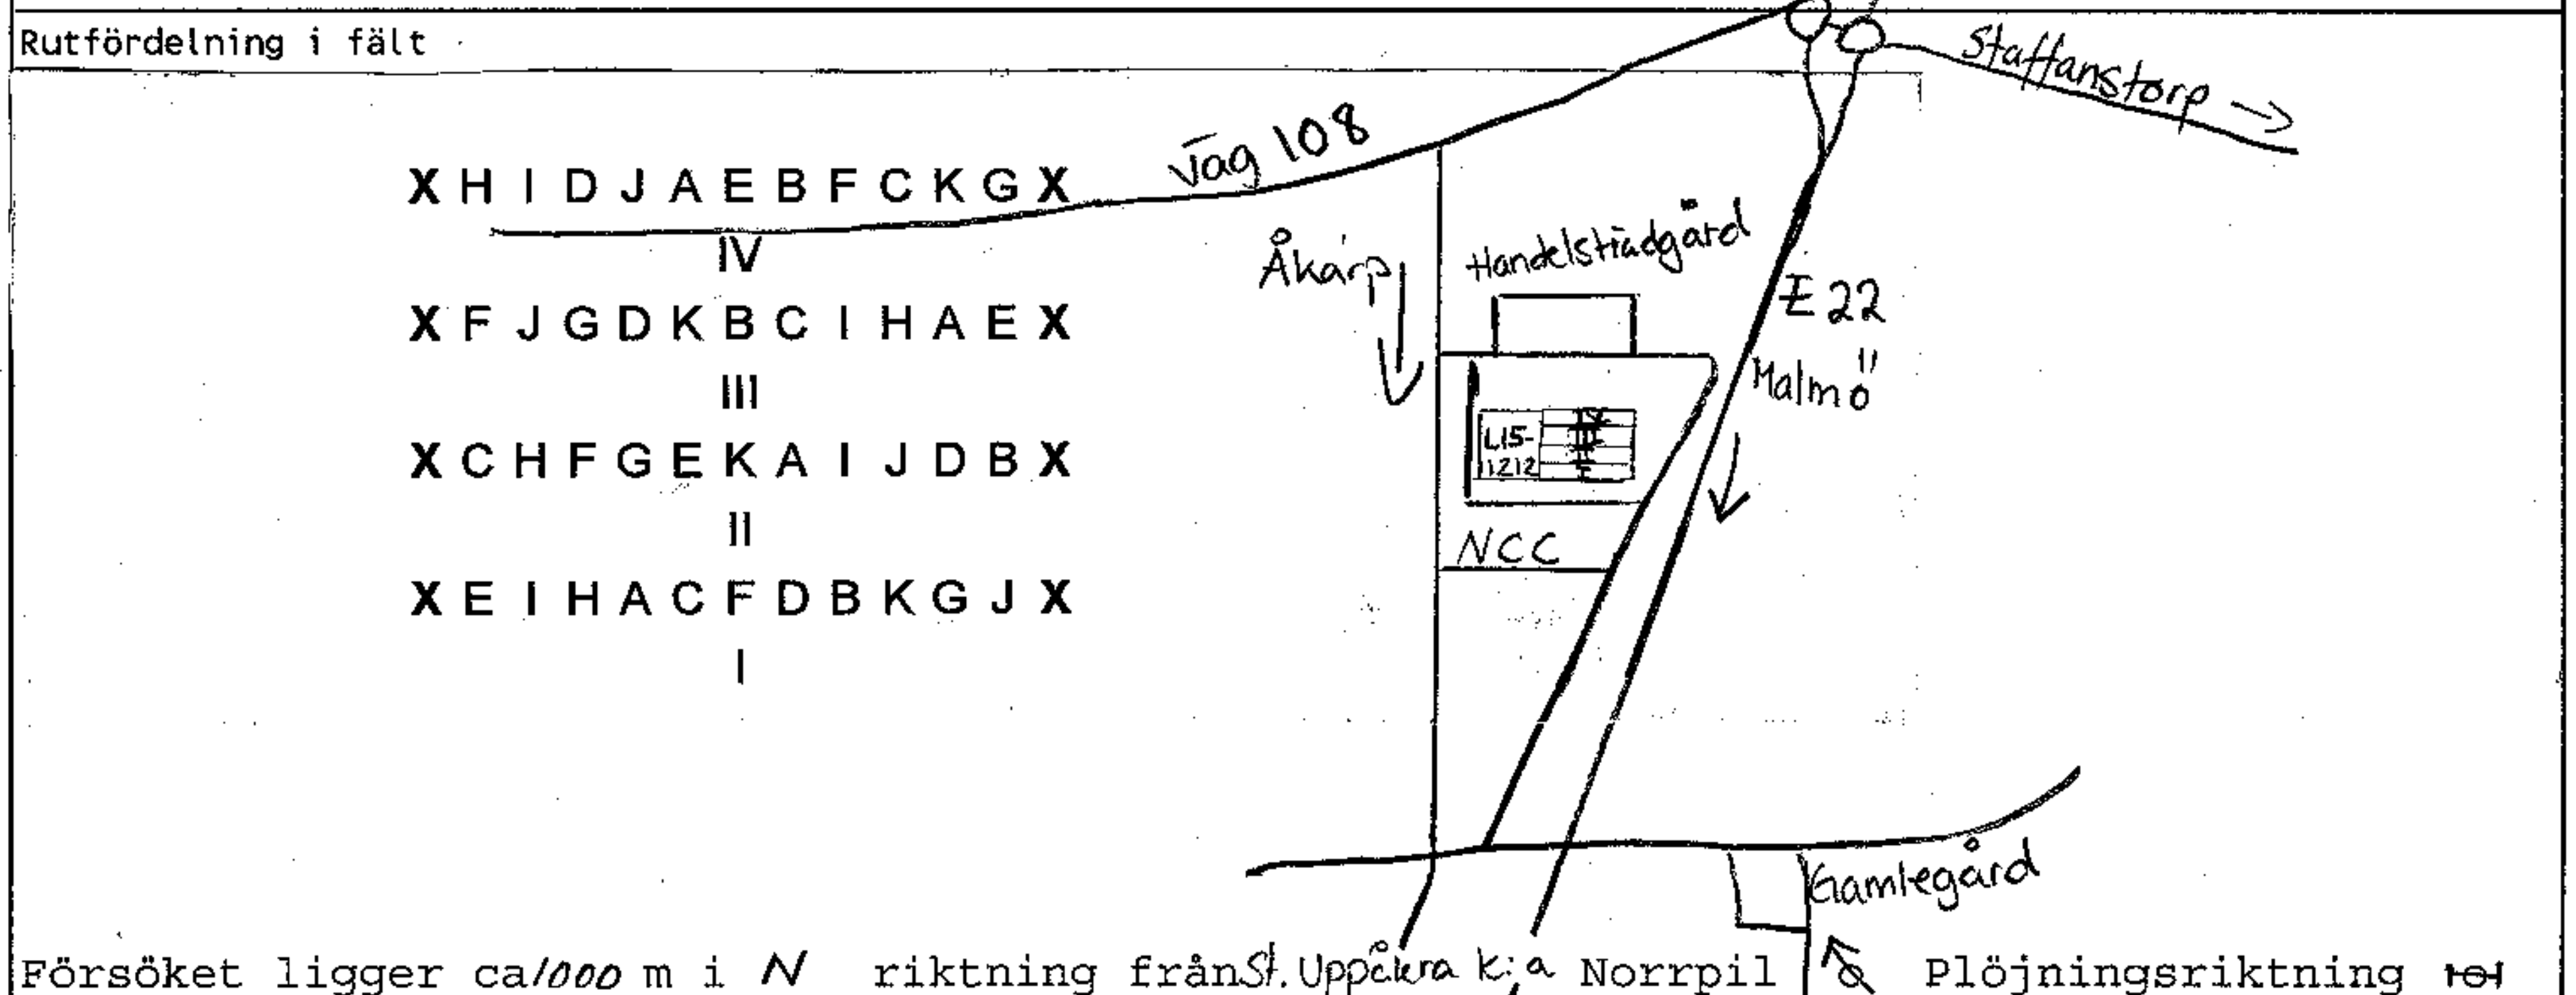 Rutfördelning i fält
Staffanstorp
Väg 108
X H I D J A E B F C K G X
IV
X F J G D K B C I H A E X
III
X C H F G E K A I J D B X
II
X E I H A C F D B K G J X
I
Åkarp
Handelsträdgård
E22
Malmö
L15-
11212
NCC
Gamlegård
Försöket ligger ca 1000 m i N riktning från St. Uppåkra k:a Norrpil Plöjningsriktning